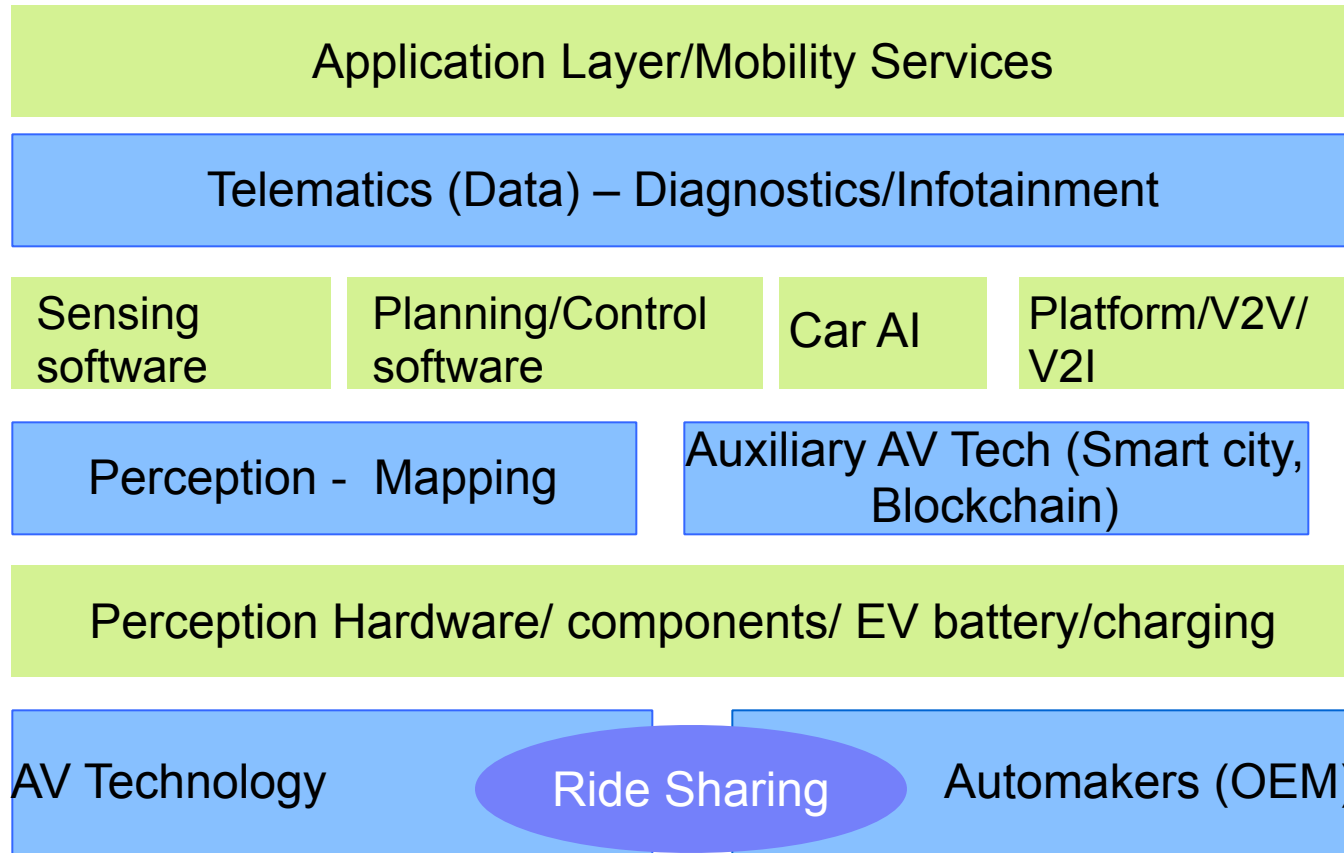 Application Layer/Mobility Services
Telematics (Data) – Diagnostics/Infotainment
Sensing
software
Planning/Control
software
Car AI
Platform/V2V/
V2I
Perception - Mapping
Auxiliary AV Tech (Smart city,
Blockchain)
Perception Hardware/ components/ EV battery/charging
AV Technology
Ride Sharing
Automakers (OEM)